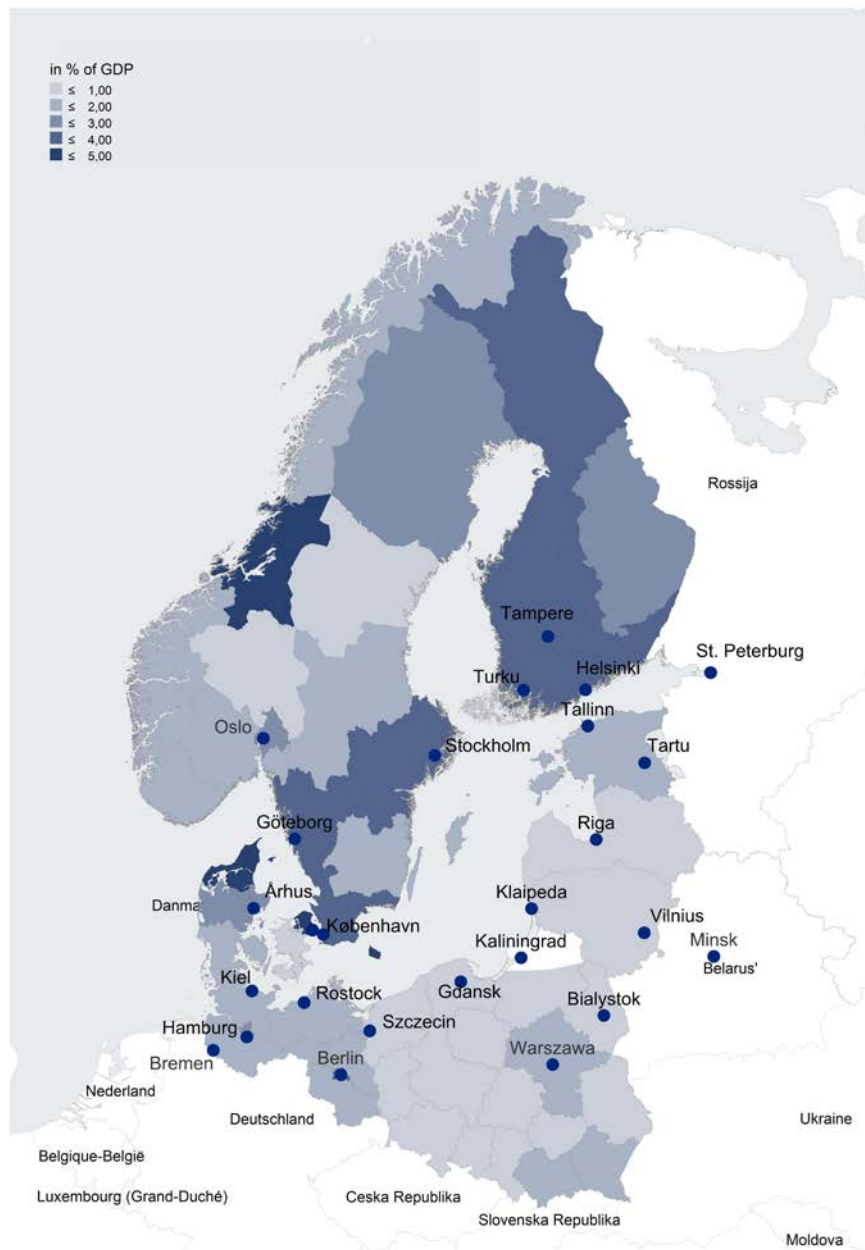 in % of GDP
≤ 1,00
≤ 2,00
≤ 3,00
≤ 4,00
≤ 5,00
Rossija
Tampere
St. Peterburg
Turku
Helsinki
Tallinn
Oslo
Stockholm
Tartu
Göteborg
Riga
Danma
Århus
Klaipeda
København
Vilnius
Minsk
Kaliningrad
Belarus'
Kiel
Gdansk
Rostock
Bialystok
Szczecin
Hamburg
Bremen
Berlin
Warszawa
Nederland
Deutschland
Ukraine
Belgique-België
Luxembourg (Grand-Duché)
Ceska Republika
Slovenska Republika
Moldova